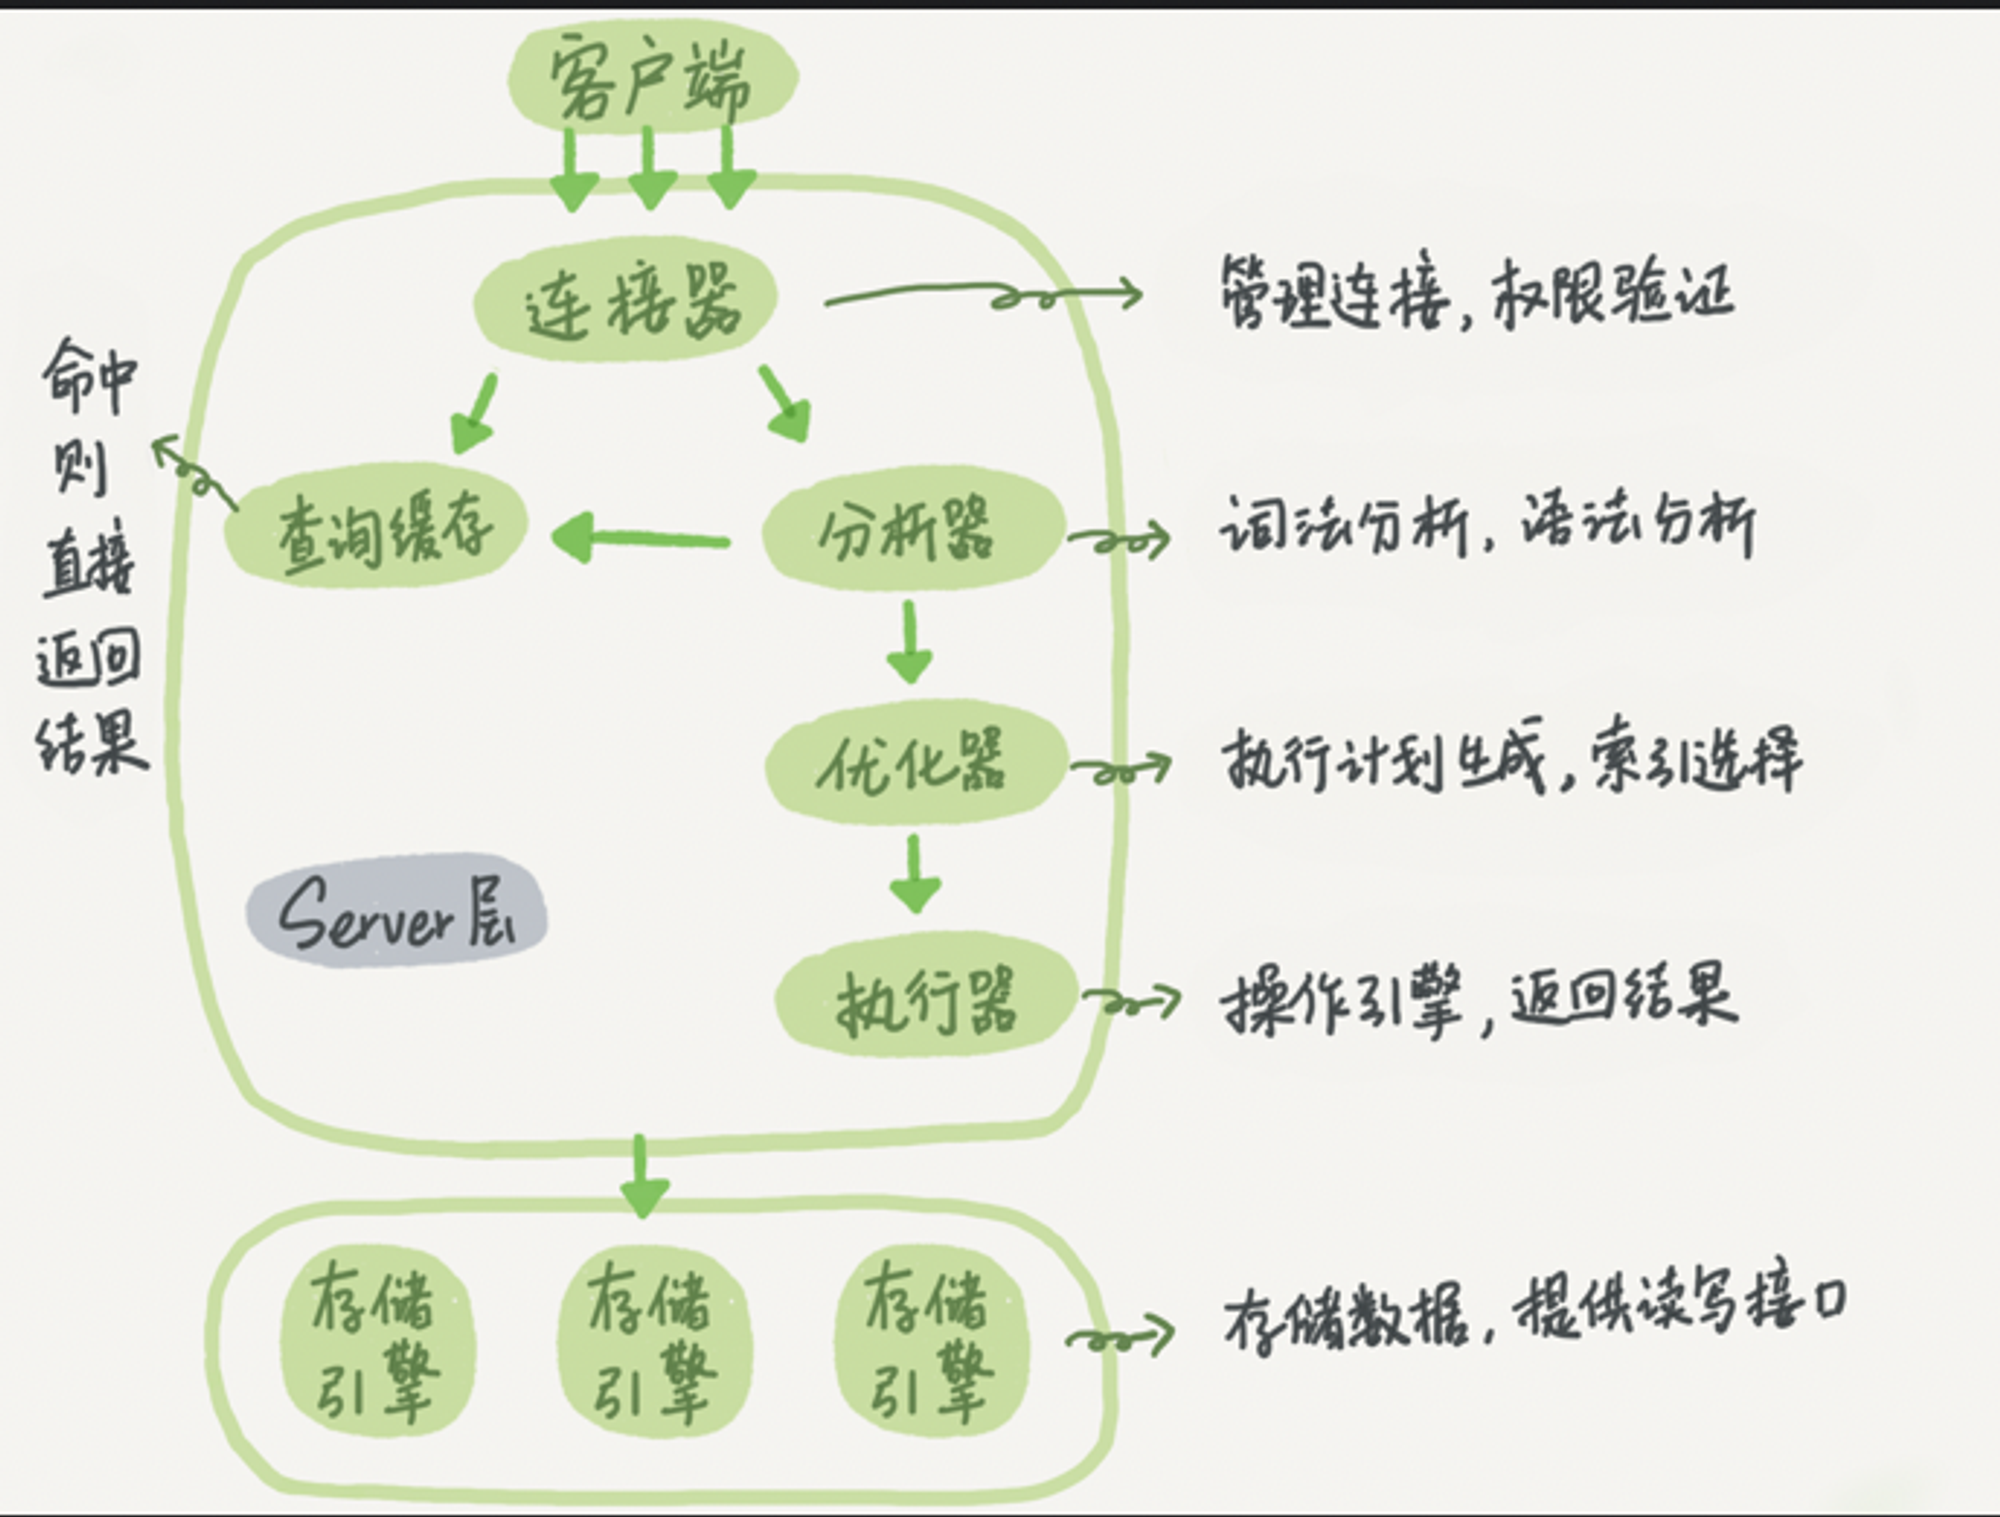 客户端
连接器
管理连接,权限验证
命中
则
直接
返回
结果
查询缓存
分析器
词法分析,语法分析
优化器
执行计划生成,索引选择
Server层
执行器
操作引擎,返回结果
存储
引擎
存储
引擎
存储
引擎
存储数据,提供读写接口